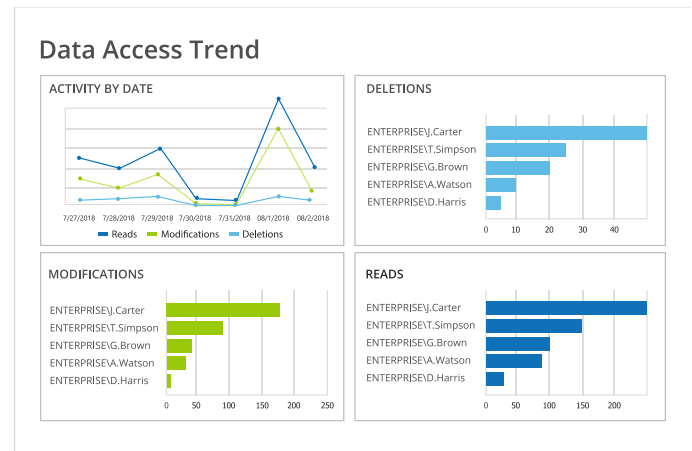 Data Access Trend
ACTIVITY BY DATE
7/27/2018 7/28/2018 7/29/2018 7/30/2018 7/31/2018 08/1/2018 08/2/2018
Reads Modifications Deletions
DELETIONS
ENTERPRISE\J.Carter
ENTERPRISE\T.Simpson
ENTERPRISE\G.Brown
ENTERPRISE\A.Watson
ENTERPRISE\D.Harris
0 10 20 30 40
MODIFICATIONS
ENTERPRISE\J.Carter
ENTERPRISE\T.Simpson
ENTERPRISE\G.Brown
ENTERPRISE\A.Watson
ENTERPRISE\D.Harris
0 50 100 150 200 250
READS
ENTERPRISE\J.Carter
ENTERPRISE\T.Simpson
ENTERPRISE\G.Brown
ENTERPRISE\A.Watson
ENTERPRISE\D.Harris
0 50 100 150 200